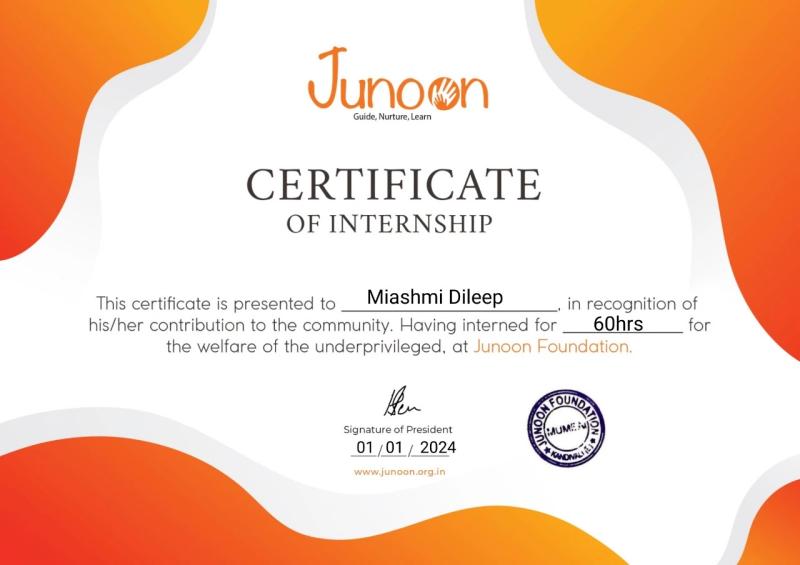 Junoon
Guide, Nurture, Learn
CERTIFICATE
OF INTERNSHIP
This certificate is presented to Miashmi Dileep, in recognition of
his/her contribution to the community. Having interned for 60hrs for
the welfare of the underprivileged, at Junoon Foundation.
Signature of President
01/01/2024
www.junoon.org.in
JUNOON FOUNDATION
KANDIVALI (E)